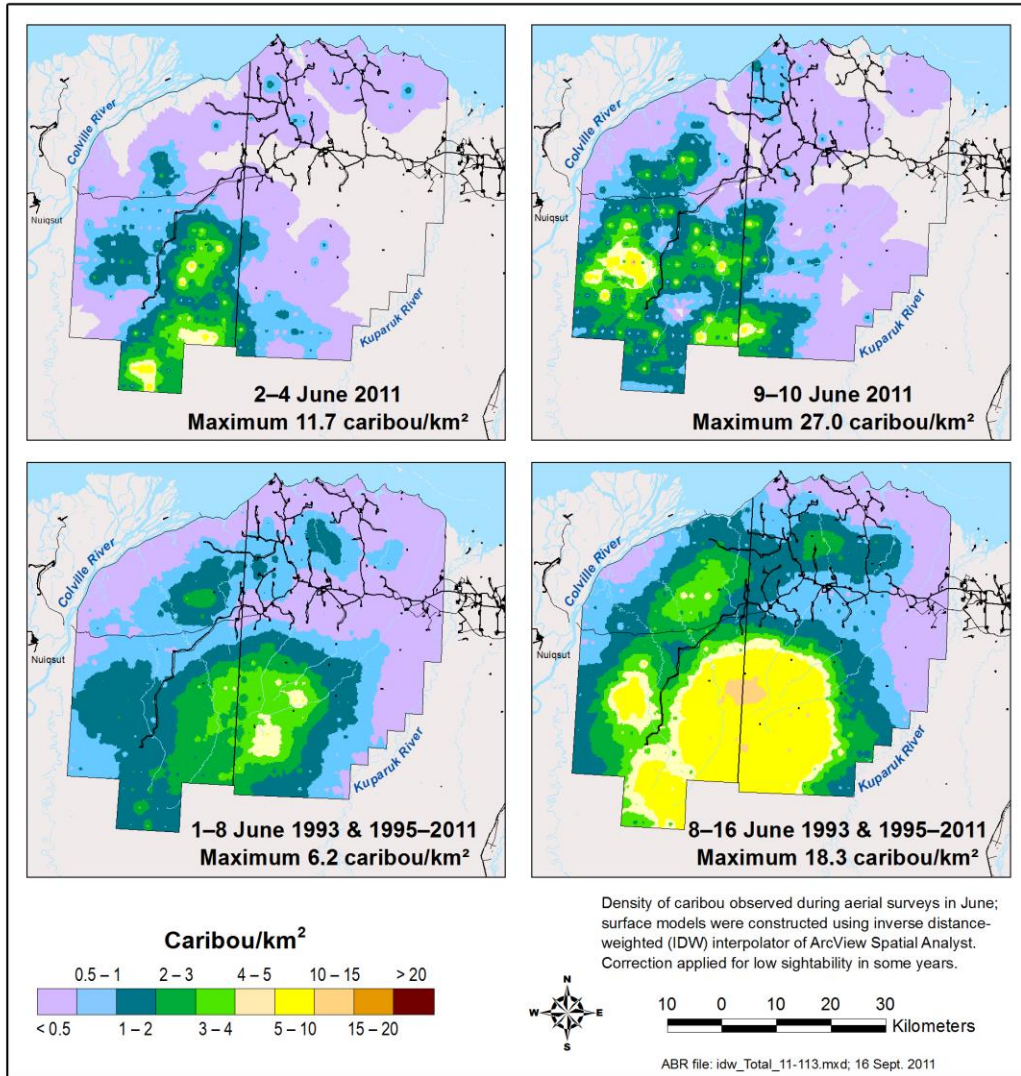 Colville River
Nuiqsut
Kuparuk River
2–4 June 2011
Maximum 11.7 caribou/km²
Colville River
Nuiqsut
Kuparuk River
9–10 June 2011
Maximum 27.0 caribou/km²
Colville River
Nuiqsut
Kuparuk River
1–8 June 1993 & 1995–2011
Maximum 6.2 caribou/km²
Colville River
Nuiqsut
Kuparuk River
8–16 June 1993 & 1995–2011
Maximum 18.3 caribou/km²
Caribou/km²
0.5 – 1 2 – 3 4 – 5 10 – 15 > 20
< 0.5 1 – 2 3 – 4 5 – 10 15 – 20
Density of caribou observed during aerial surveys in June;
surface models were constructed using inverse distance-
weighted (IDW) interpolator of ArcView Spatial Analyst.
Correction applied for low sightability in some years.
N
W E
S
10 0 10 20 30
Kilometers
ABR file: idw_Total_11-113.mxd; 16 Sept. 2011